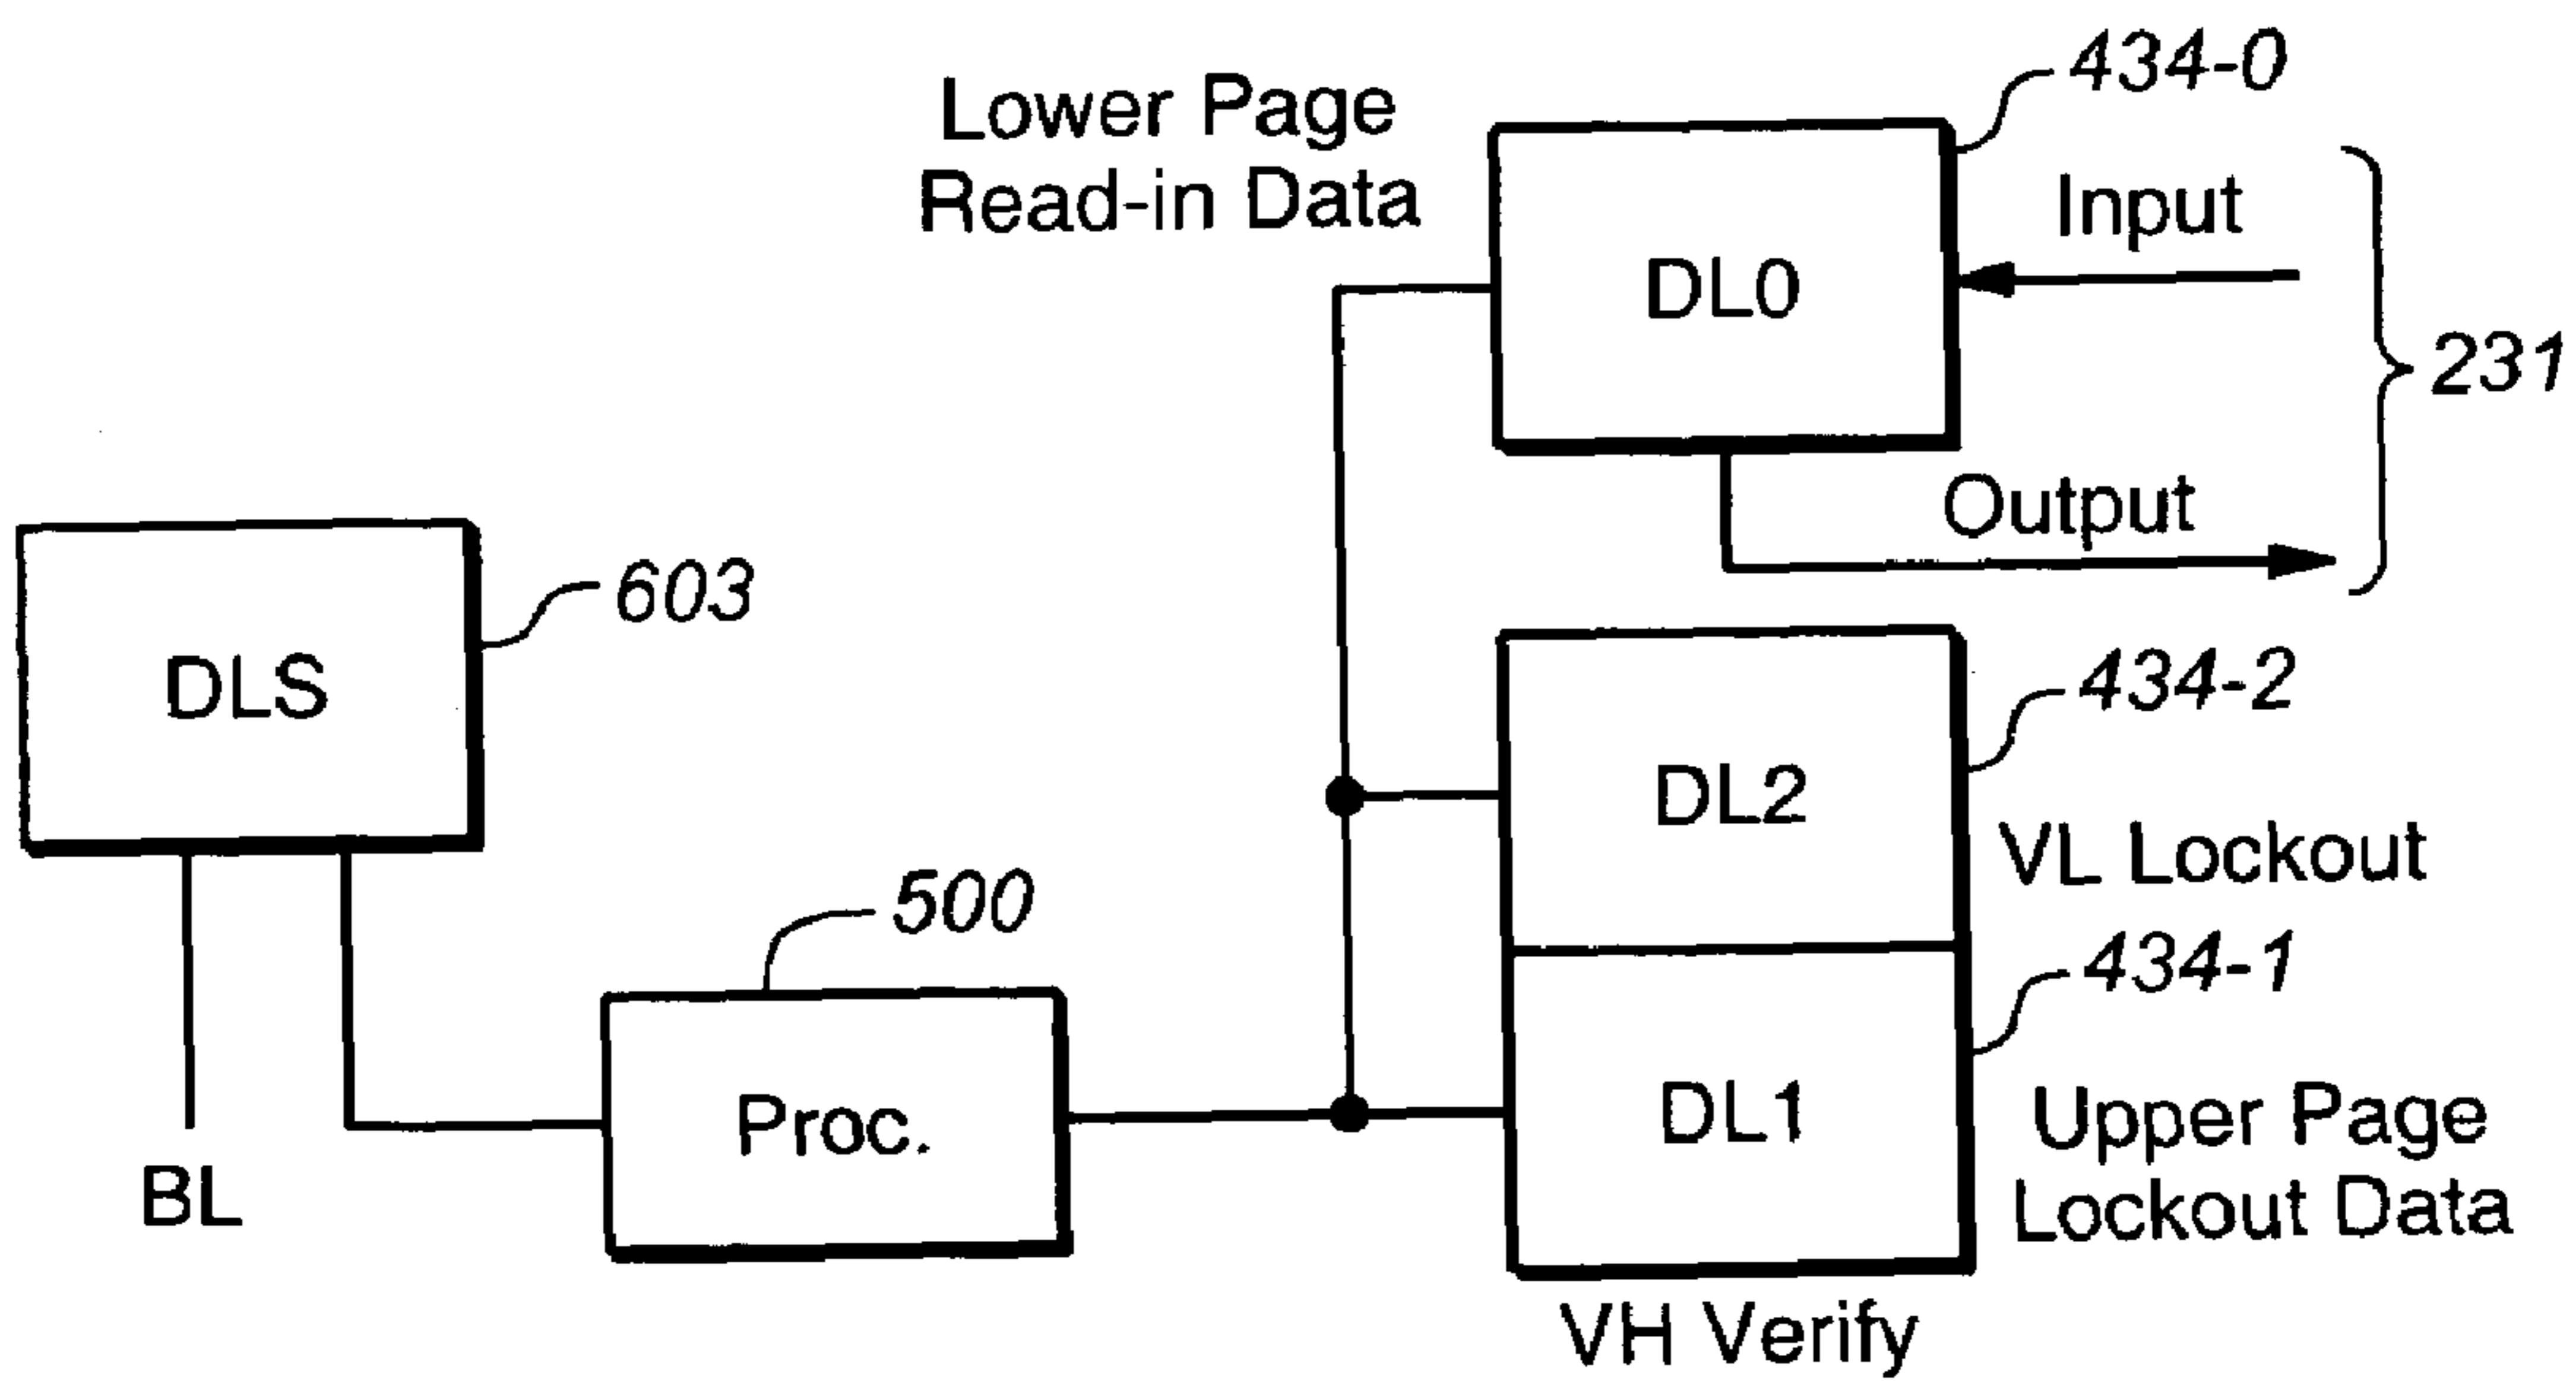 434-0
Lower Page
Read-in Data
Input
DL0
231
Output
603
DLS
434-2
DL2
VL Lockout
500
434-1
Proc.
DL1
Upper Page
Lockout Data
BL
VH Verify